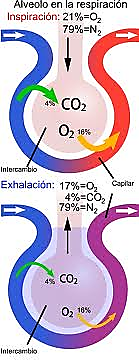 Alveolo en la respiración
Inspiración: 21%=O₂
79%=N₂
4%
CO₂
O₂ 16%
Intercambio
Capilar
Exhalación: 17%=O₂
4%=CO₂
79%=N₂
4%
CO₂
O₂ 16%
Intercambio